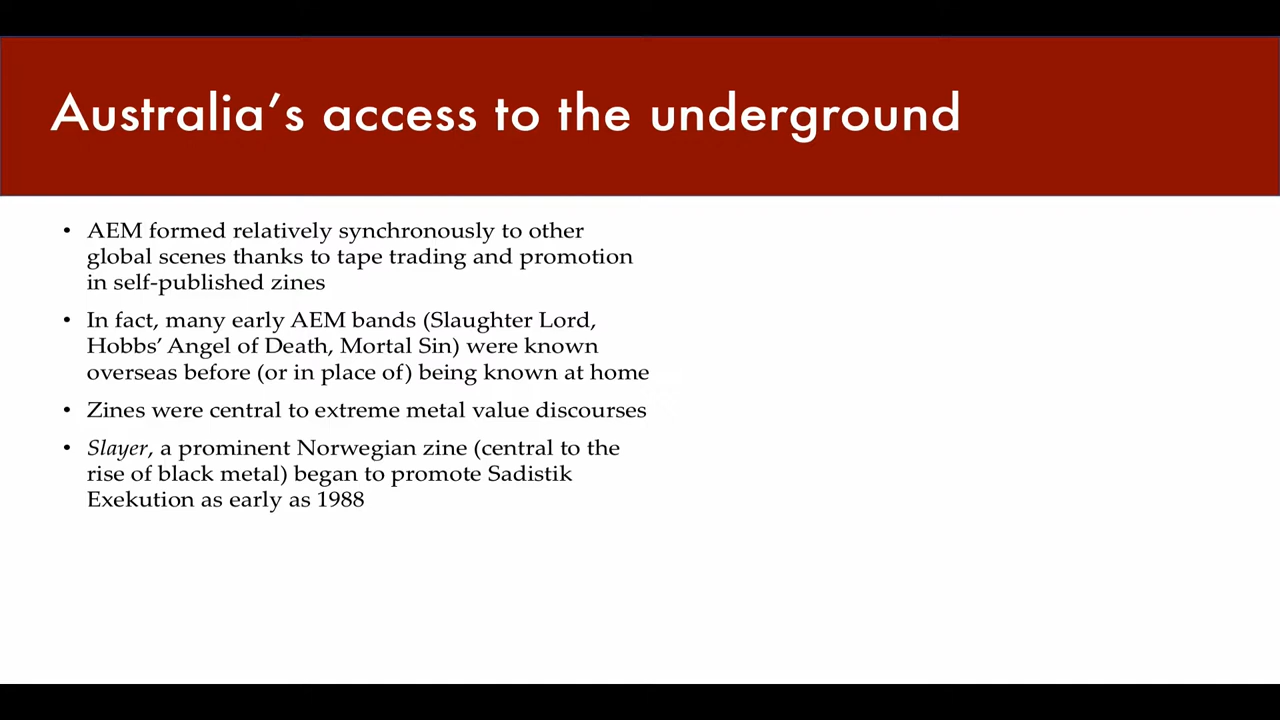 Australia’s access to the underground
• AEM formed relatively synchronously to other
global scenes thanks to tape trading and promotion
in self-published zines
• In fact, many early AEM bands (Slaughter Lord,
Hobbs’ Angel of Death, Mortal Sin) were known
overseas before (or in place of) being known at home
• Zines were central to extreme metal value discourses
• Slayer, a prominent Norwegian zine (central to the
rise of black metal) began to promote Sadistik
Exekution as early as 1988